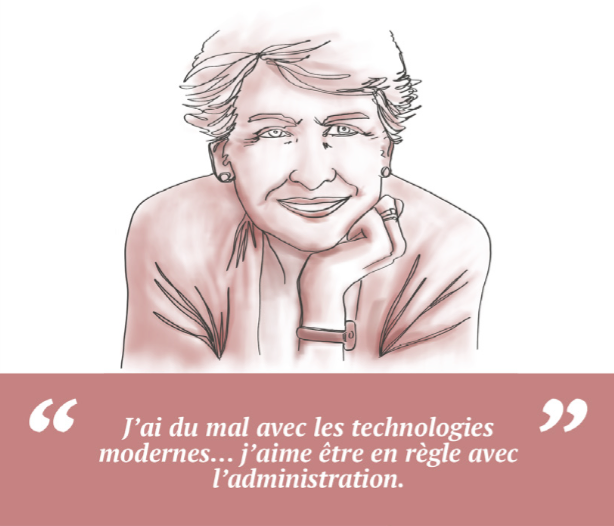 “ J’ai du mal avec les technologies ”
modernes... j’aime être en règle avec
l’administration.